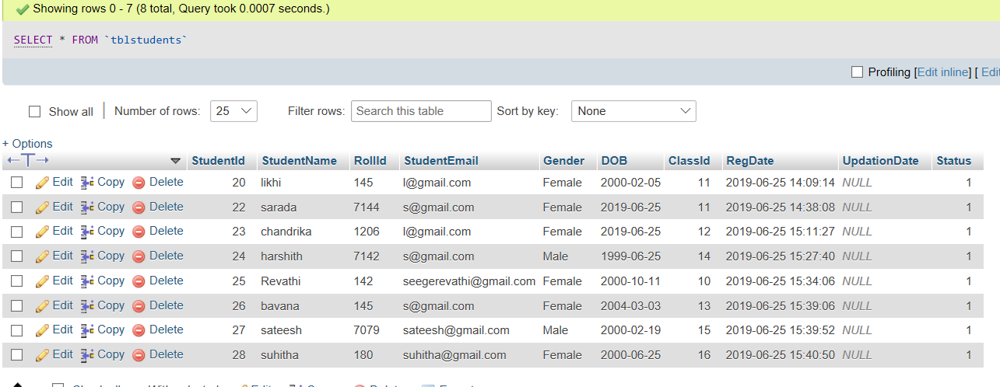 Showing rows 0 - 7 (8 total, Query took 0.0007 seconds.)
SELECT * FROM `tblstudents`
Profiling [Edit inline] [ Edit
Show all Number of rows: 25 Filter rows: Search this table Sort by key: None
+ Options
StudentId StudentName RollId StudentEmail Gender DOB ClassId RegDate UpdationDate Status
Edit Copy Delete 20 likhi 145 l@gmail.com Female 2000-02-05 11 2019-06-25 14:09:14 NULL 1
Edit Copy Delete 22 sarada 7144 s@gmail.com Female 2019-06-25 11 2019-06-25 14:38:08 NULL 1
Edit Copy Delete 23 chandrika 1206 l@gmail.com Female 2019-06-25 12 2019-06-25 15:11:27 NULL 1
Edit Copy Delete 24 harshith 7142 s@gmail.com Male 1999-06-25 14 2019-06-25 15:27:40 NULL 1
Edit Copy Delete 25 Revathi 142 seegerevathi@gmail.com Female 2000-10-11 10 2019-06-25 15:34:06 NULL 1
Edit Copy Delete 26 bavana 145 s@gmail.com Female 2004-03-03 13 2019-06-25 15:39:06 NULL 1
Edit Copy Delete 27 sateesh 7079 sateesh@gmail.com Male 2000-02-19 15 2019-06-25 15:39:52 NULL 1
Edit Copy Delete 28 suhitha 180 suhitha@gmail.com Female 2000-06-25 16 2019-06-25 15:40:50 NULL 1